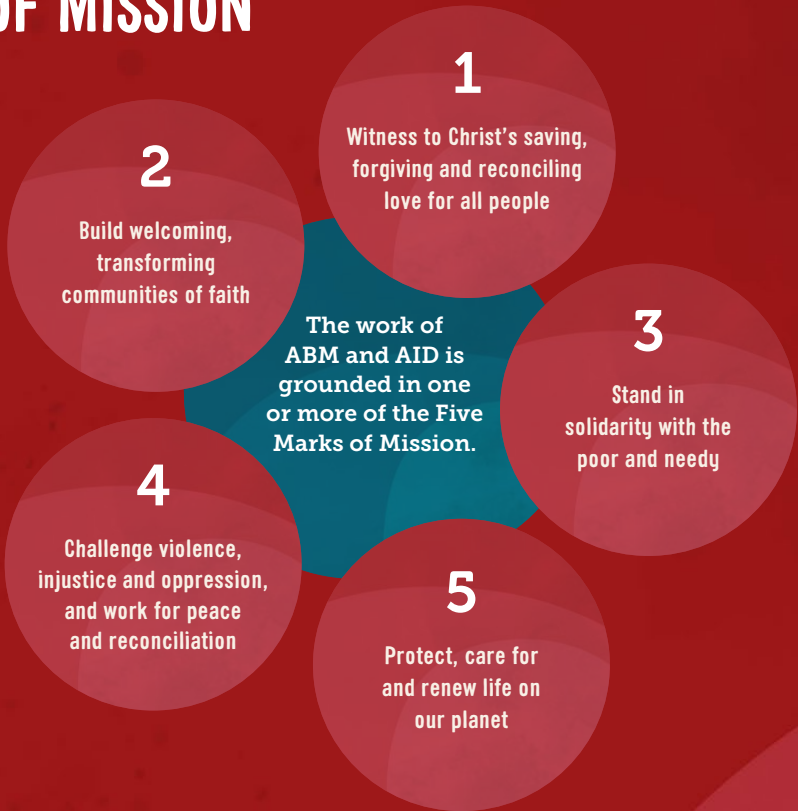 OF MISSION
1
Witness to Christ's saving,
forgiving and reconciling
love for all people
2
Build welcoming,
transforming
communities of faith
The work of
ABM and AID is
grounded in one
or more of the Five
Marks of Mission.
3
Stand in
solidarity with the
poor and needy
4
Challenge violence,
injustice and oppression,
and work for peace
and reconciliation
5
Protect, care for
and renew life on
our planet